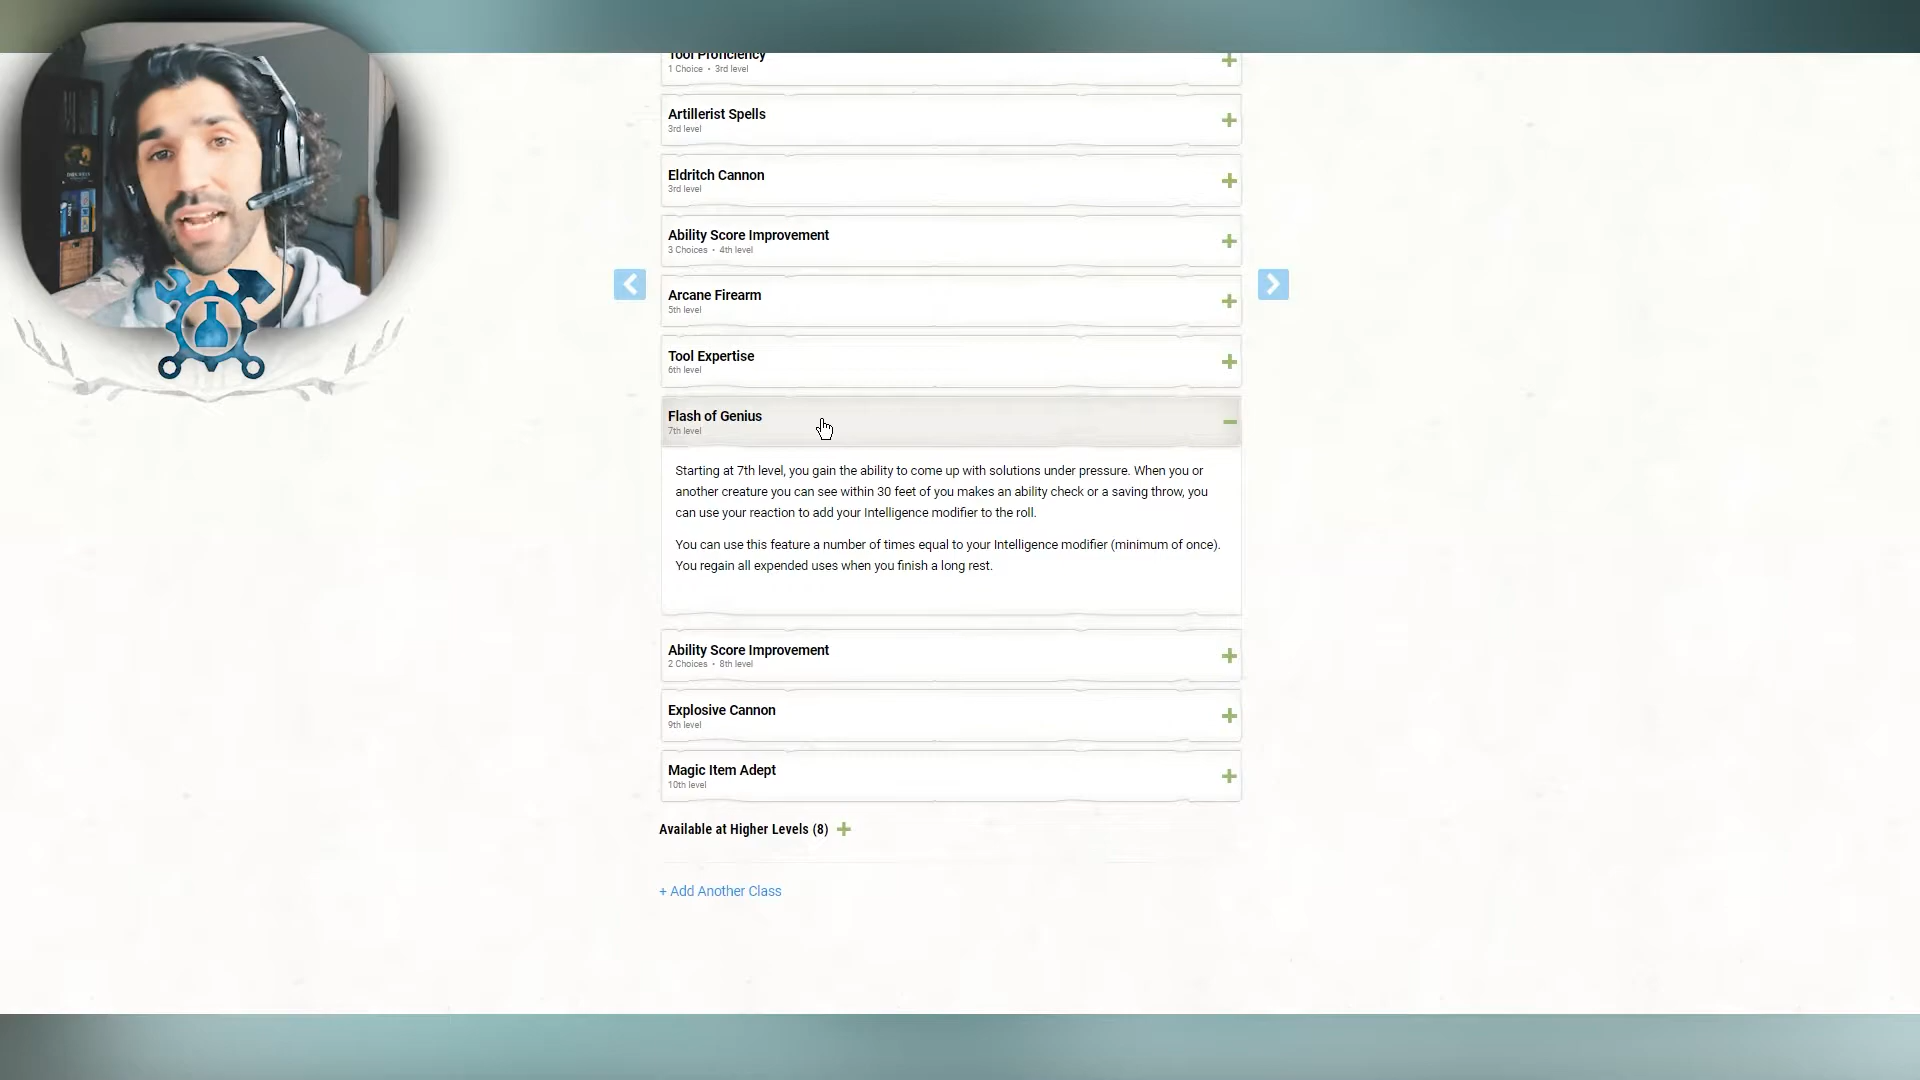 Tool Proficiency
1 Choice • 3rd level
Artillerist Spells
3rd level
Eldritch Cannon
3rd level
Ability Score Improvement
3 Choices • 4th level
Arcane Firearm
5th level
Tool Expertise
6th level
Flash of Genius
7th level
Starting at 7th level, you gain the ability to come up with solutions under pressure. When you or
another creature you can see within 30 feet of you makes an ability check or a saving throw, you
can use your reaction to add your Intelligence modifier to the roll.
You can use this feature a number of times equal to your Intelligence modifier (minimum of once).
You regain all expended uses when you finish a long rest.
Ability Score Improvement
2 Choices • 8th level
Explosive Cannon
9th level
Magic Item Adept
10th level
Available at Higher Levels (8)
+ Add Another Class